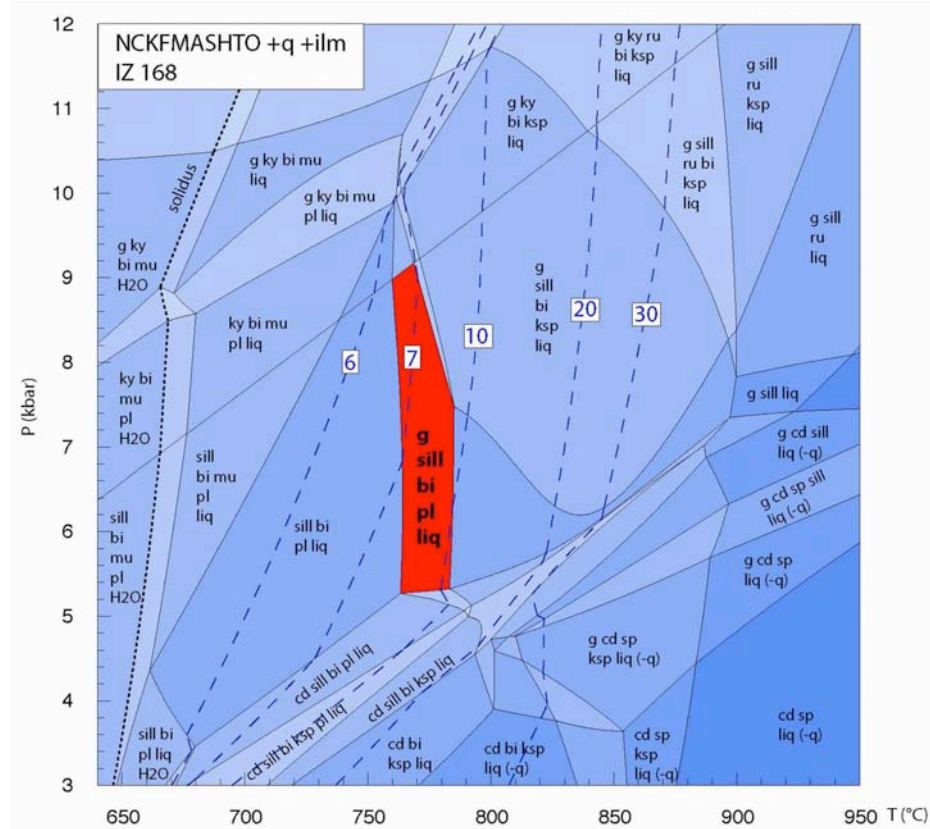 NCKFMASHTO +q +ilm
IZ 168
12
11
10
9
8
7
6
5
4
3
P (kbar)
650
700
750
800
850
900
950
T (°C)
solidus
g ky bi mu
liq
g ky bi mu
pl liq
g ky
bi ksp
liq
g ky ru
bi ksp
liq
g sill
ru
ksp
liq
g sill
ru bi
ksp
liq
g sill
ru
liq
g ky
bi mu
H2O
ky bi mu
pl liq
g
sill
bi
ksp
liq
6
7
10
20
30
ky bi
mu
pl
H2O
sill
bi mu
pl
liq
g
sill
bi
pl
liq
sill bi
pl liq
g sill liq
g cd sill
liq (-q)
g cd sp sill
liq (-q)
sill
bi
mu
pl
H2O
g cd sp
liq (-q)
g cd sp
ksp liq (-q)
cd sill bi pl liq
cd sill bi ksp liq
cd sill bi ksp pl liq
sill bi
pl liq
H2O
cd bi
ksp liq
cd bi ksp
liq (-q)
cd sp
ksp
liq (-q)
cd sp
liq (-q)